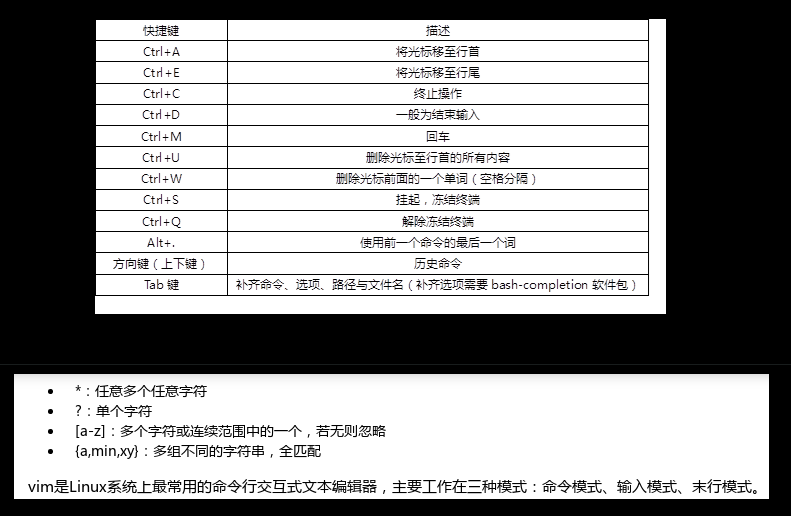 快捷键 描述
Ctrl+A 将光标移至行首
Ctrl+E 将光标移至行尾
Ctrl+C 终止操作
Ctrl+D 一般为结束输入
Ctrl+M 回车
Ctrl+U 删除光标至行首的所有内容
Ctrl+W 删除光标前面的一个单词（空格分隔）
Ctrl+S 挂起，冻结终端
Ctrl+Q 解除冻结终端
Alt+. 使用前一个命令的最后一个词
方向键（上下键） 历史命令
Tab 键 补齐命令、选项、路径与文件名（补齐选项需要 bash-completion 软件包）
• *：任意多个任意字符
• ?：单个字符
• [a-z]：多个字符或连续范围中的一个，若无则忽略
• {a,min,xy}：多组不同的字符串，全匹配
vim是Linux系统上最常用的命令行交互式文本编辑器，主要工作在三种模式：命令模式、输入模式、末行模式。